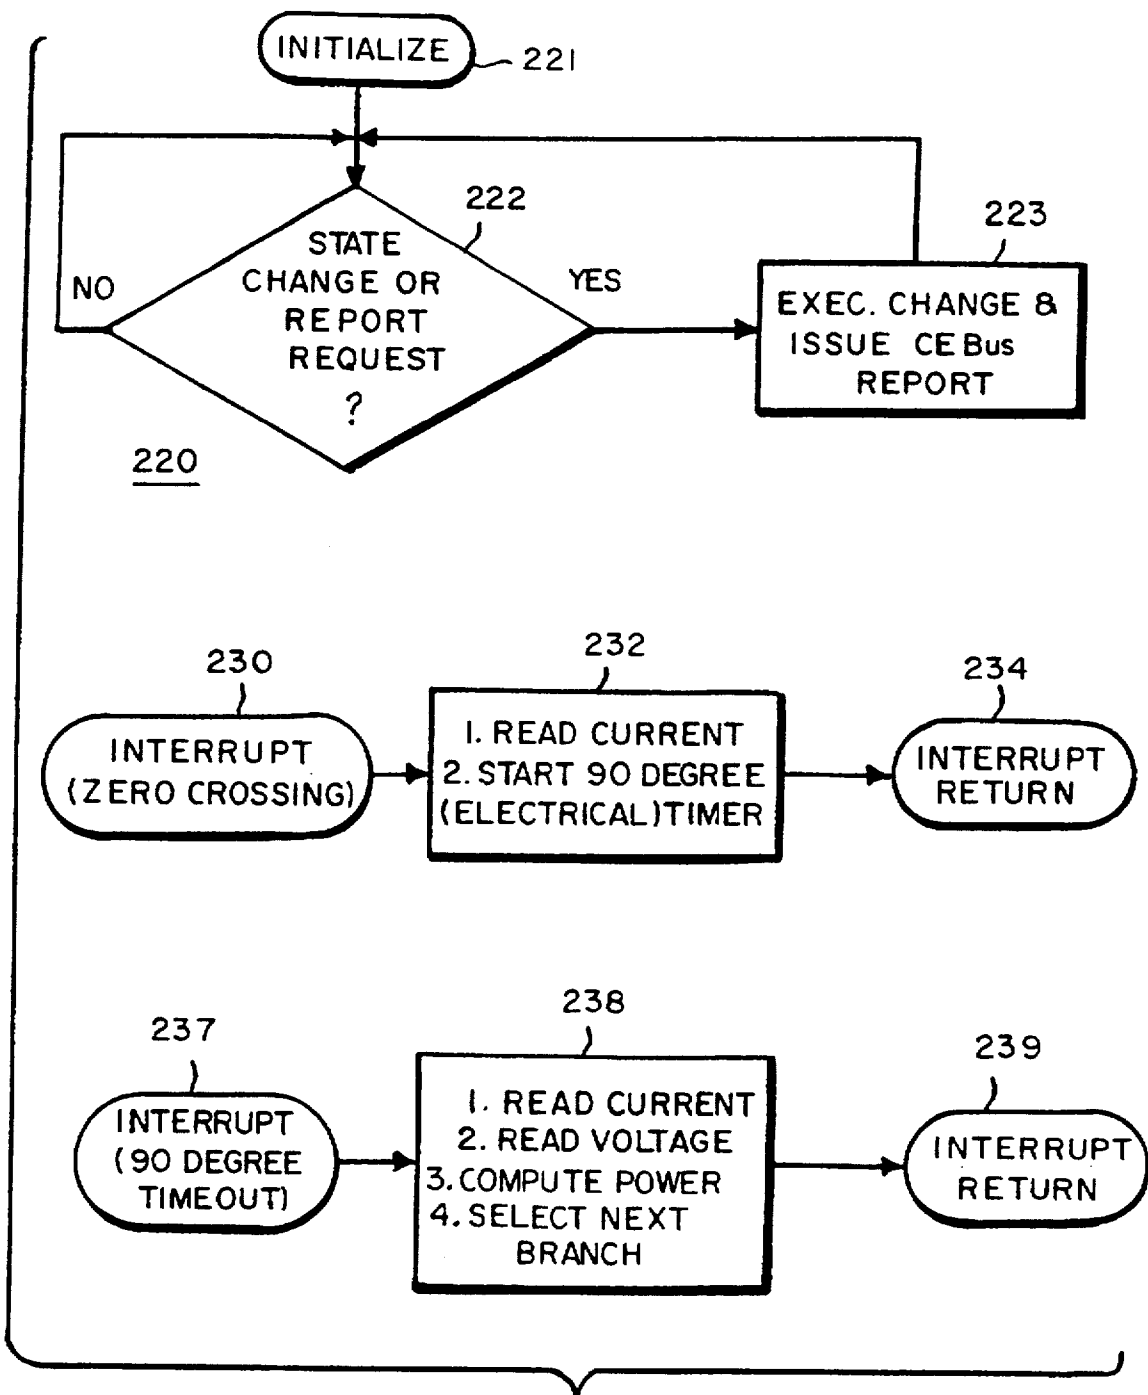 INITIALIZE
221
222
STATE
CHANGE OR
REPORT
REQUEST
?
NO
YES
223
EXEC. CHANGE &
ISSUE CEBus
REPORT
220
230
INTERRUPT
(ZERO CROSSING)
232
1. READ CURRENT
2. START 90 DEGREE
(ELECTRICAL) TIMER
234
INTERRUPT
RETURN
237
INTERRUPT
(90 DEGREE
TIMEOUT)
238
1. READ CURRENT
2. READ VOLTAGE
3. COMPUTE POWER
4. SELECT NEXT
BRANCH
239
INTERRUPT
RETURN